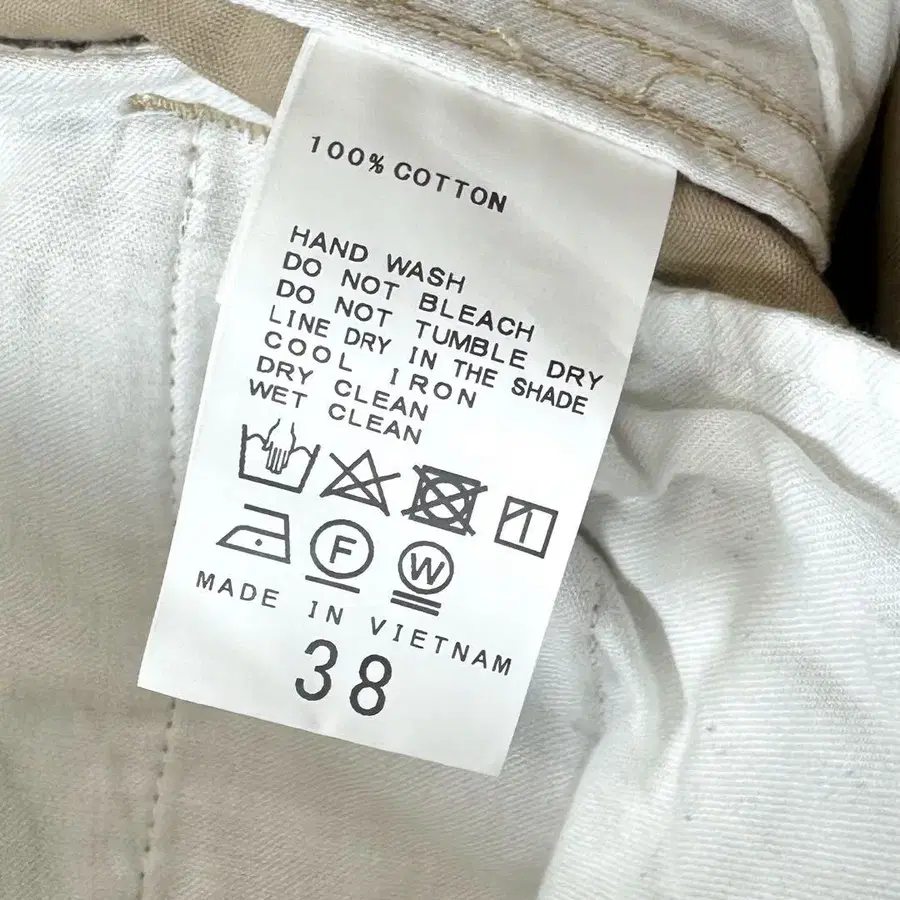 100% COTTON
HAND WASH
DO NOT BLEACH
DO NOT TUMBLE DRY
LINE DRY IN THE SHADE
COOL IRON
DRY CLEAN
WET CLEAN
F
W
MADE IN VIETNAM
38